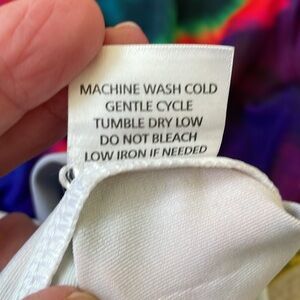 MACHINE WASH COLD
GENTLE CYCLE
TUMBLE DRY LOW
DO NOT BLEACH
LOW IRON IF NEEDED